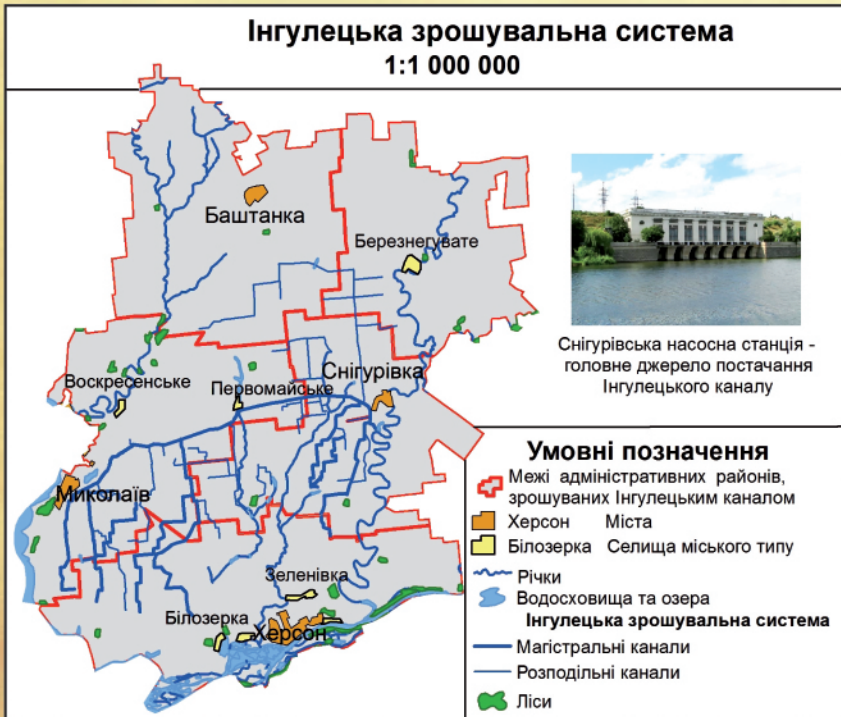 Інгулецька зрошувальна система
1:1 000 000
Баштанка
Березнегувате
Снігурівська насосна станція -
головне джерело постачання
Інгулецького каналу
Воскресенське
Первомайське
Снігурівка
Миколаїв
Зеленівка
Білозерка
Херсон
Умовні позначення
Межі адміністративних районів,
зрошуваних Інгулецьким каналом
Херсон Міста
Білозерка Селища міського типу
Річки
Водосховища та озера
Інгулецька зрошувальна система
Магістральні канали
Розподільні канали
Ліси